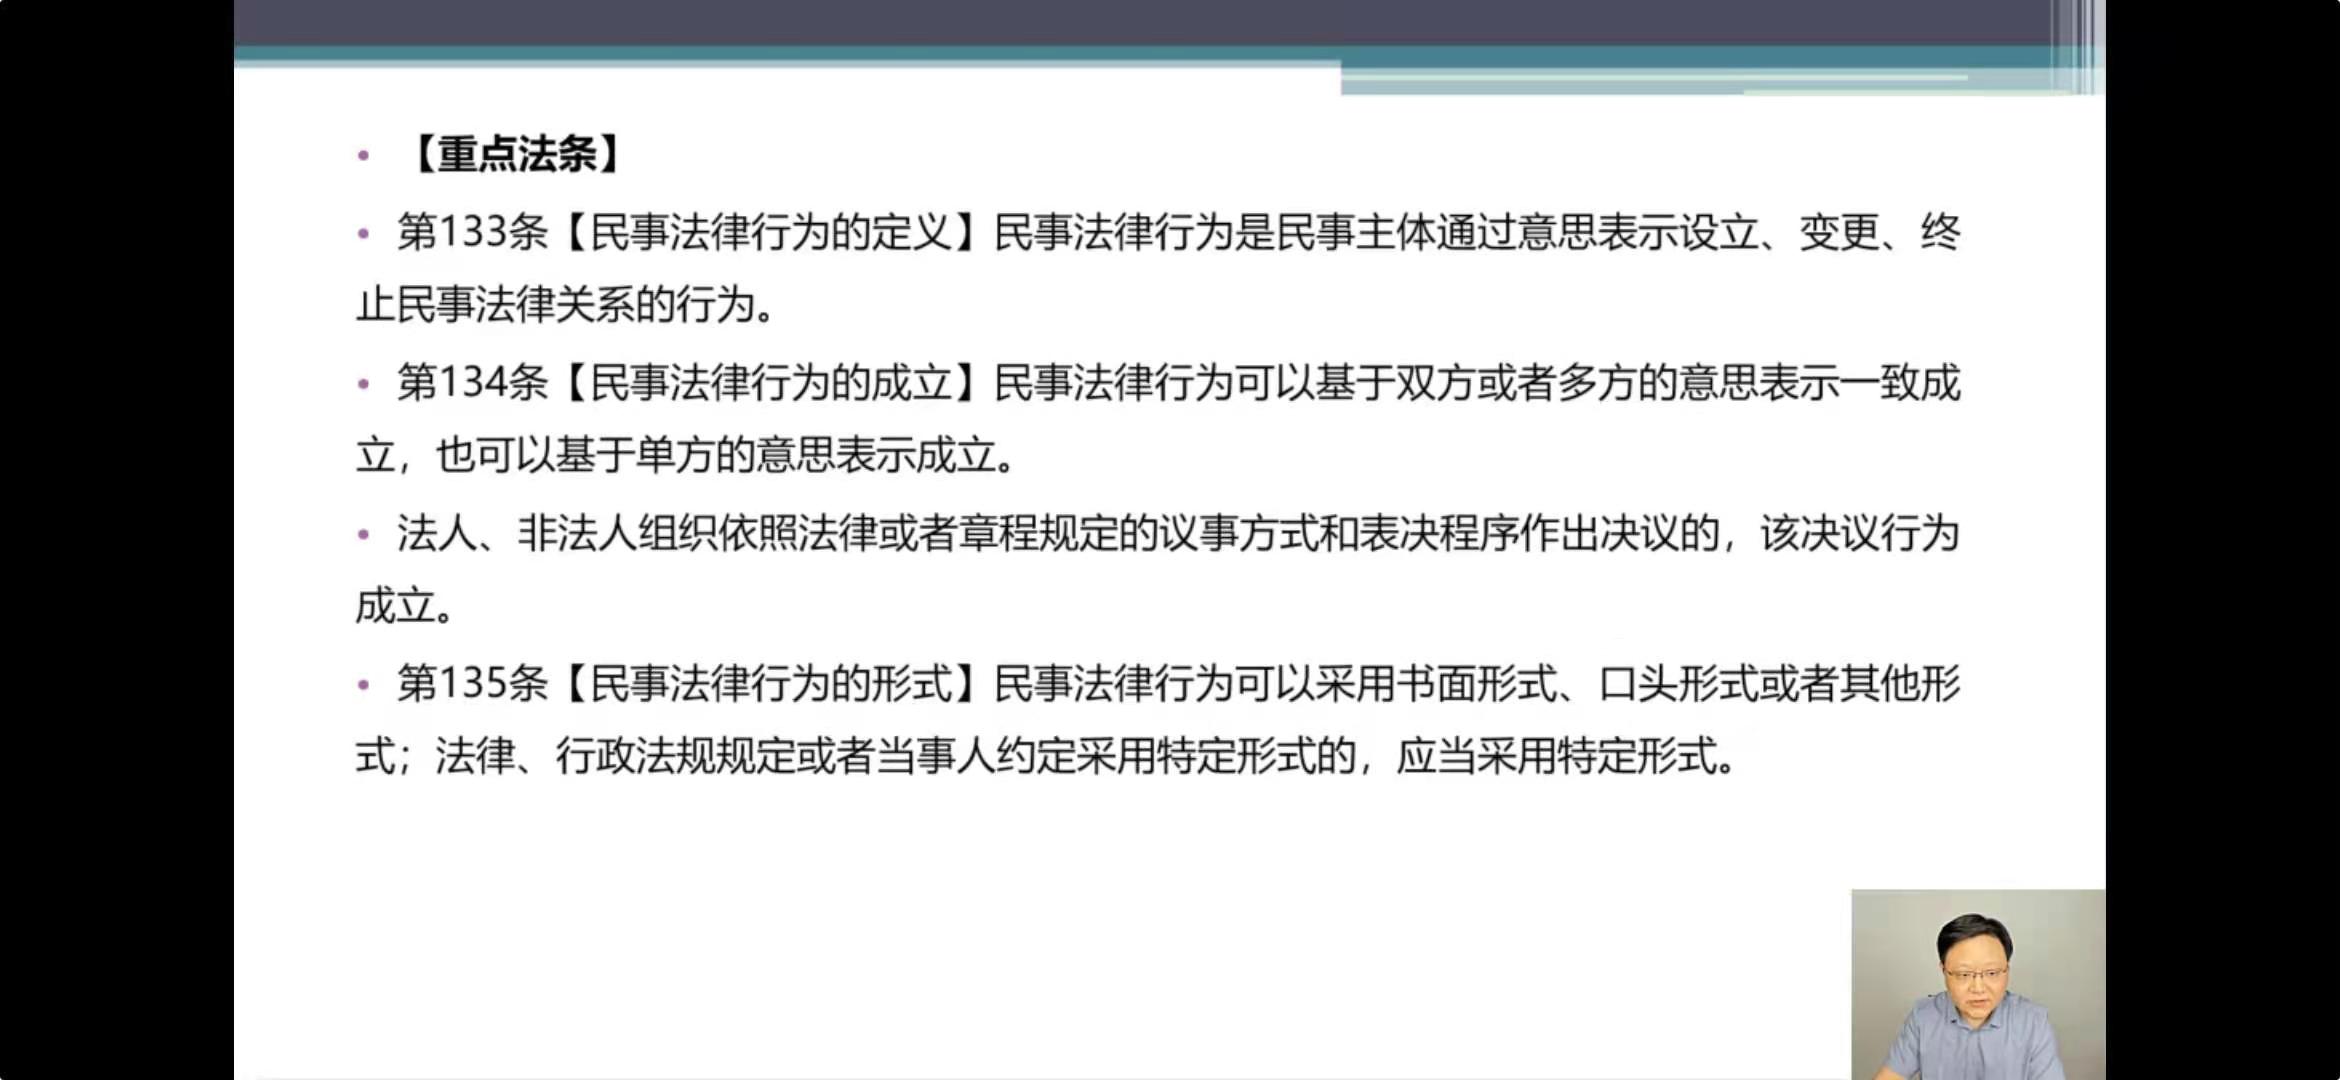 • 【重点法条】
• 第133条【民事法律行为的定义】民事法律行为是民事主体通过意思表示设立、变更、终
止民事法律关系的行为。
• 第134条【民事法律行为的成立】民事法律行为可以基于双方或者多方的意思表示一致成
立，也可以基于单方的意思表示成立。
• 法人、非法人组织依照法律或者章程规定的议事方式和表决程序作出决议的，该决议行为
成立。
• 第135条【民事法律行为的形式】民事法律行为可以采用书面形式、口头形式或者其他形
式；法律、行政法规规定或者当事人约定采用特定形式的，应当采用特定形式。